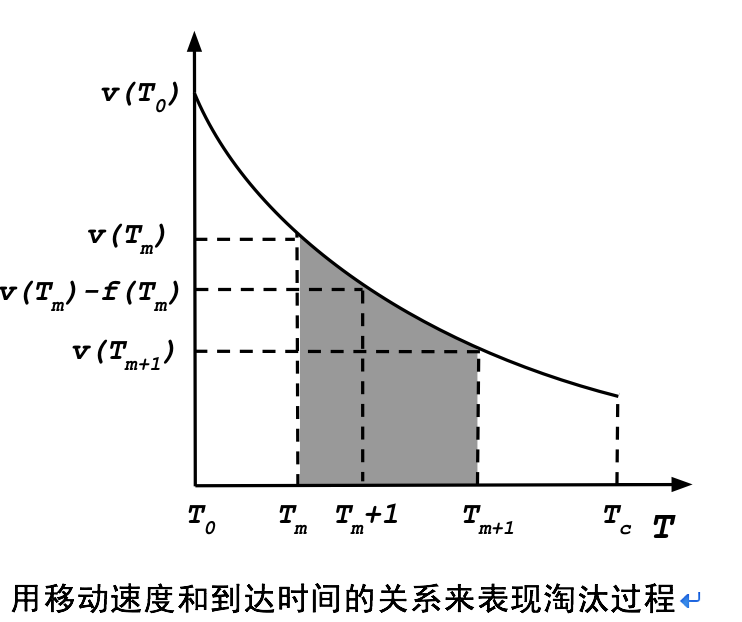 v(T₀)
v(Tₘ)
v(Tₘ)-f(Tₘ)
v(Tₘ₊₁)
T₀ Tₘ Tₘ+1 Tₘ₊₁ T_c T
用移动速度和到达时间的关系来表现淘汰过程↵